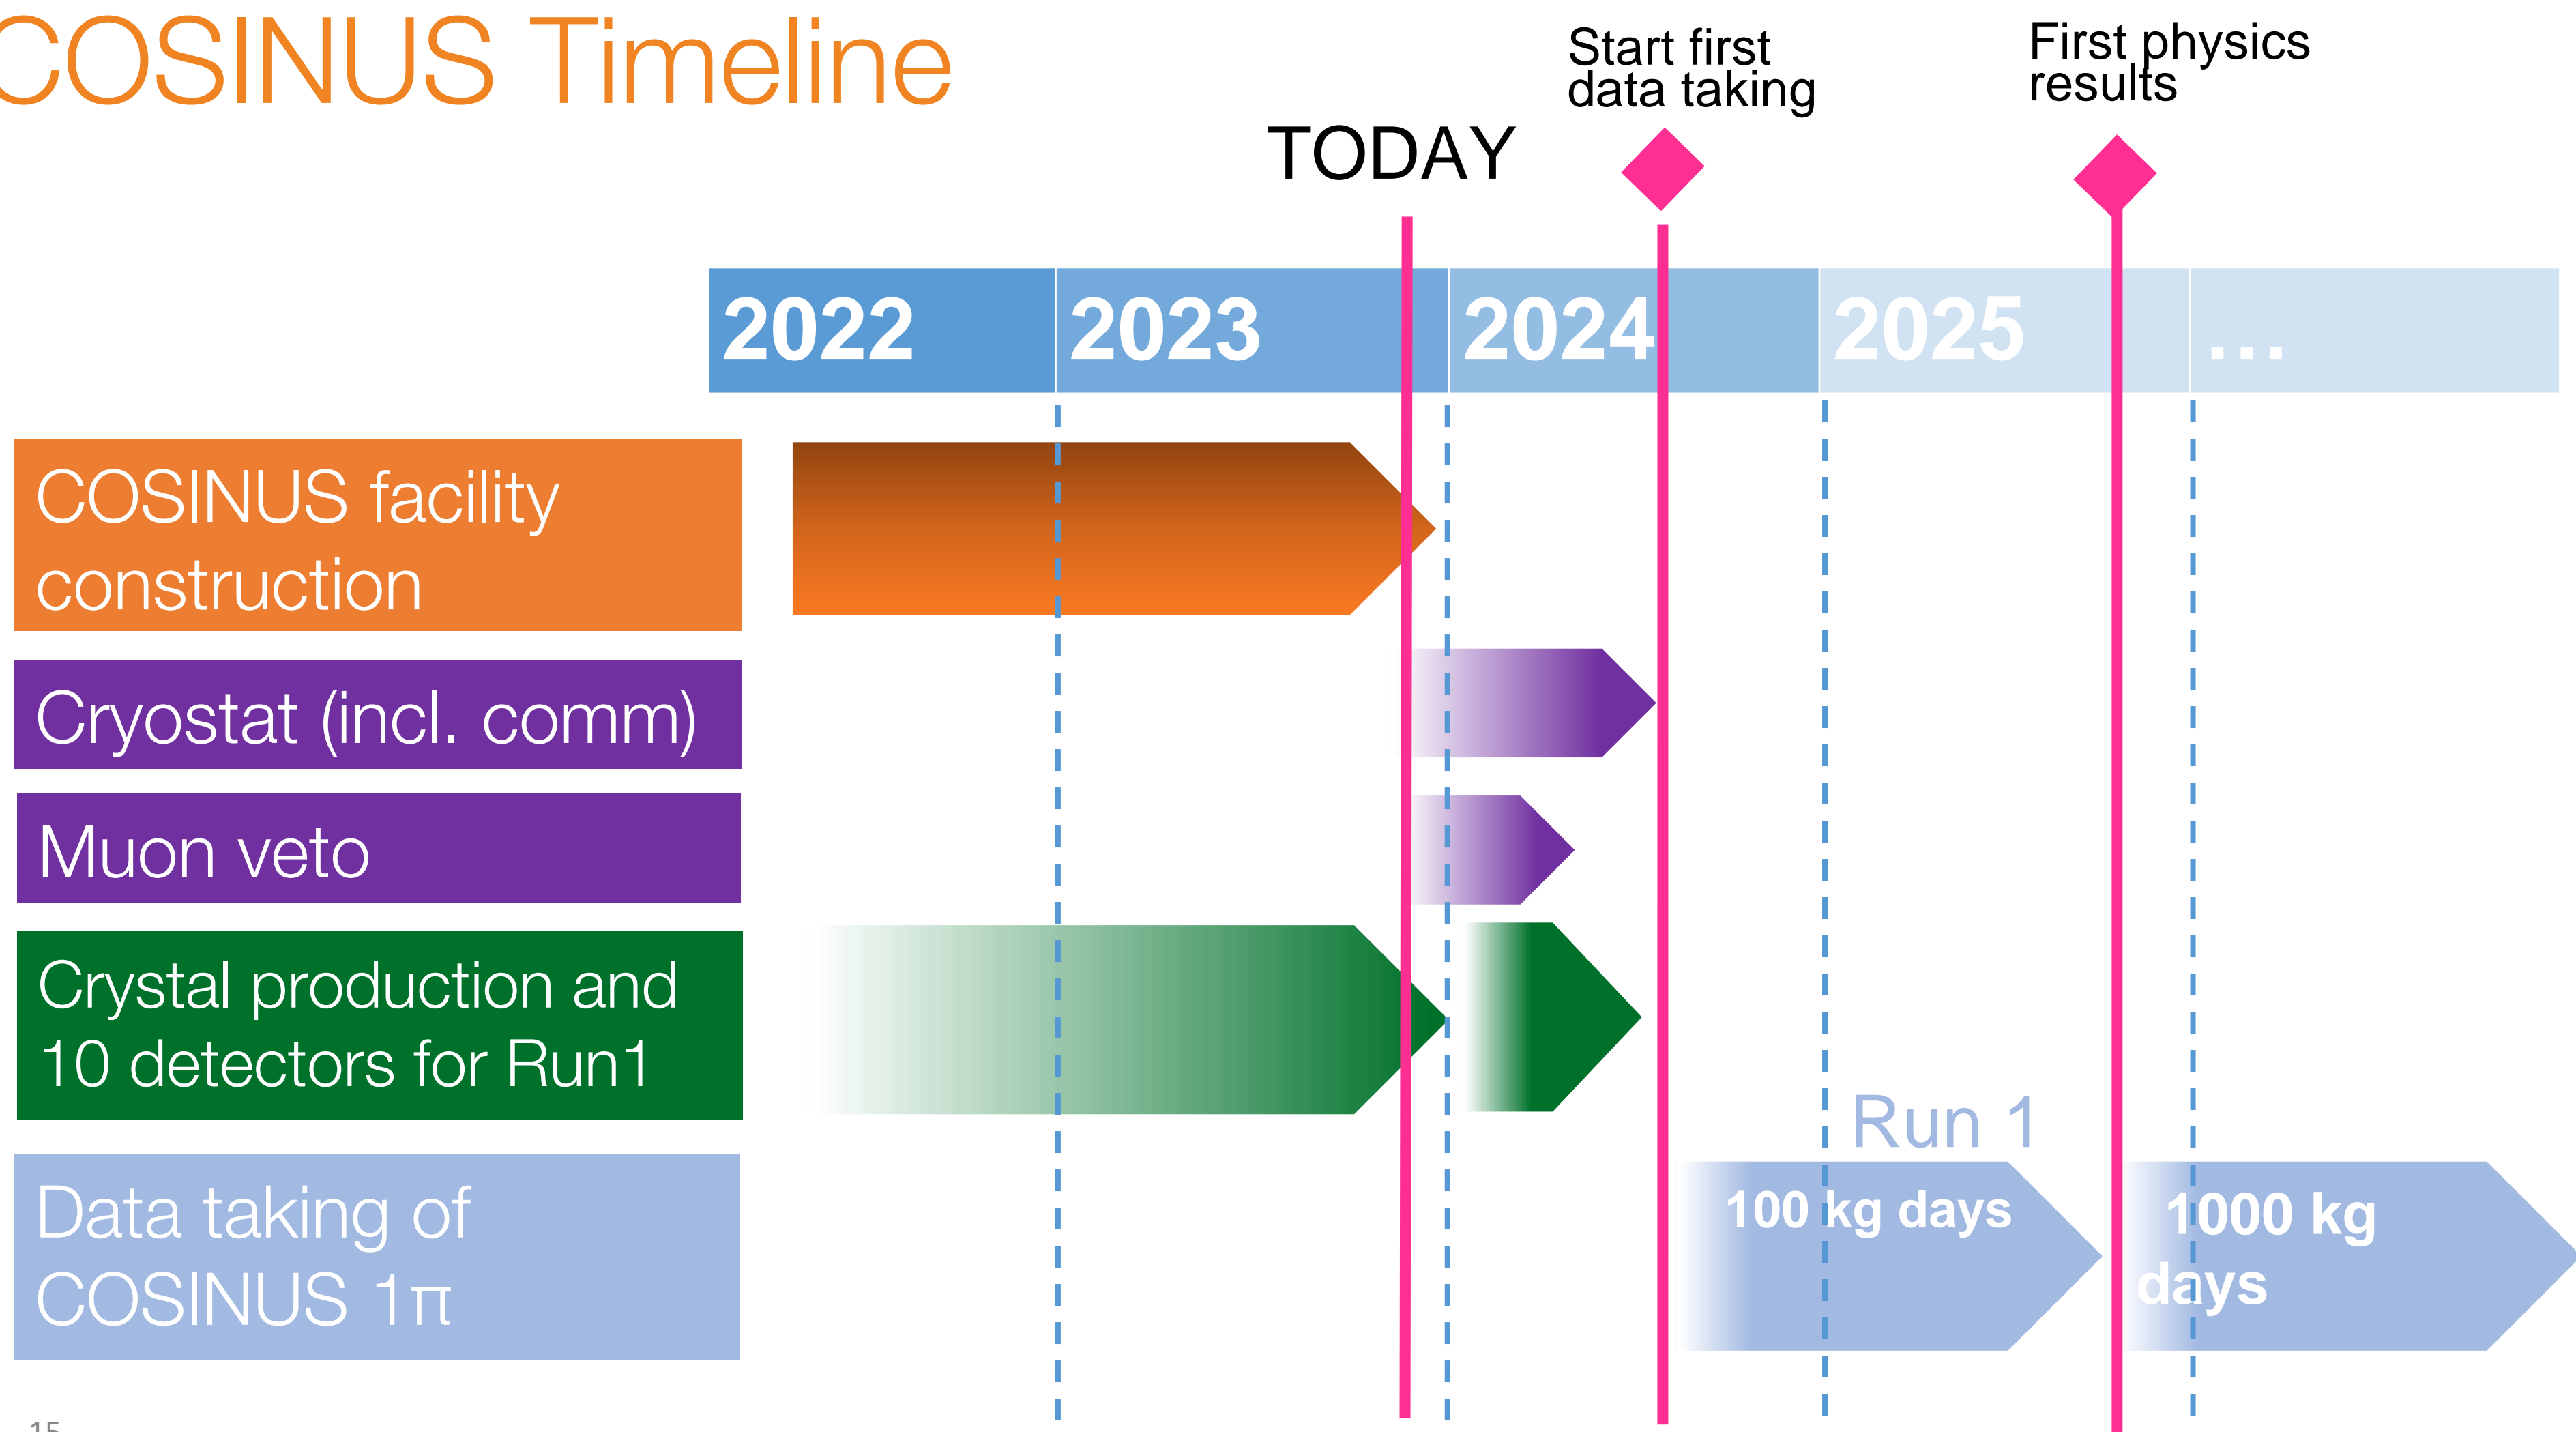 COSINUS Timeline
Start first
data taking
First physics
results
TODAY
2022
2023
2024
2025
...
COSINUS facility
construction
Cryostat (incl. comm)
Muon veto
Crystal production and
10 detectors for Run1
Run 1
Data taking of
COSINUS 1π
100 kg days
1000 kg
days
15